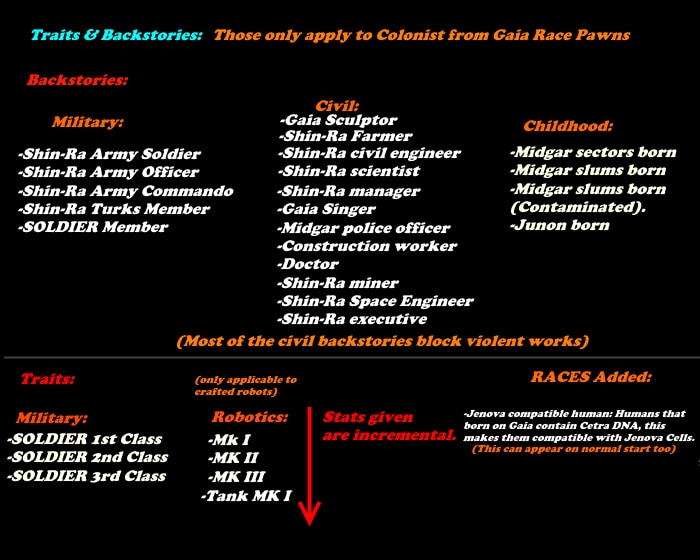 Traits & Backstories: Those only apply to Colonist from Gaia Race Pawns
Backstories:
Military:
-Shin-Ra Army Soldier
-Shin-Ra Army Officer
-Shin-Ra Army Commando
-Shin-Ra Turks Member
-SOLDIER Member
Civil:
-Gaia Sculptor
-Shin-Ra Farmer
-Shin-Ra civil engineer
-Shin-Ra scientist
-Shin-Ra manager
-Gaia Singer
-Midgar police officer
-Construction worker
-Doctor
-Shin-Ra miner
-Shin-Ra Space Engineer
-Shin-Ra executive
Childhood:
-Midgar sectors born
-Midgar slums born
-Midgar slums born
(Contaminated).
-Junon born
(Most of the civil backstories block violent works)
Traits:
Military:
-SOLDIER 1st Class
-SOLDIER 2nd Class
-SOLDIER 3rd Class
(only applicable to
crafted robots)
Robotics:
-Mk I
-MK II
-MK III
-Tank MK I
Stats given
are incremental.
RACES Added:
-Jenova compatible human: Humans that
born on Gaia contain Cetra DNA, this
makes them compatible with Jenova Cells.
(This can appear on normal start too)